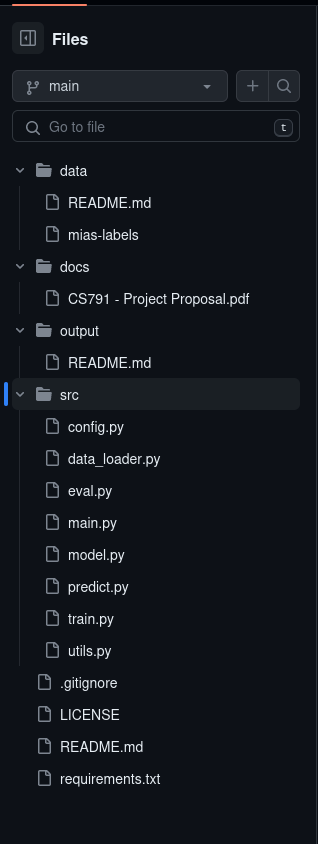 Files
main
Go to file t
data
README.md
mias-labels
docs
CS791 - Project Proposal.pdf
output
README.md
src
config.py
data_loader.py
eval.py
main.py
model.py
predict.py
train.py
utils.py
.gitignore
LICENSE
README.md
requirements.txt